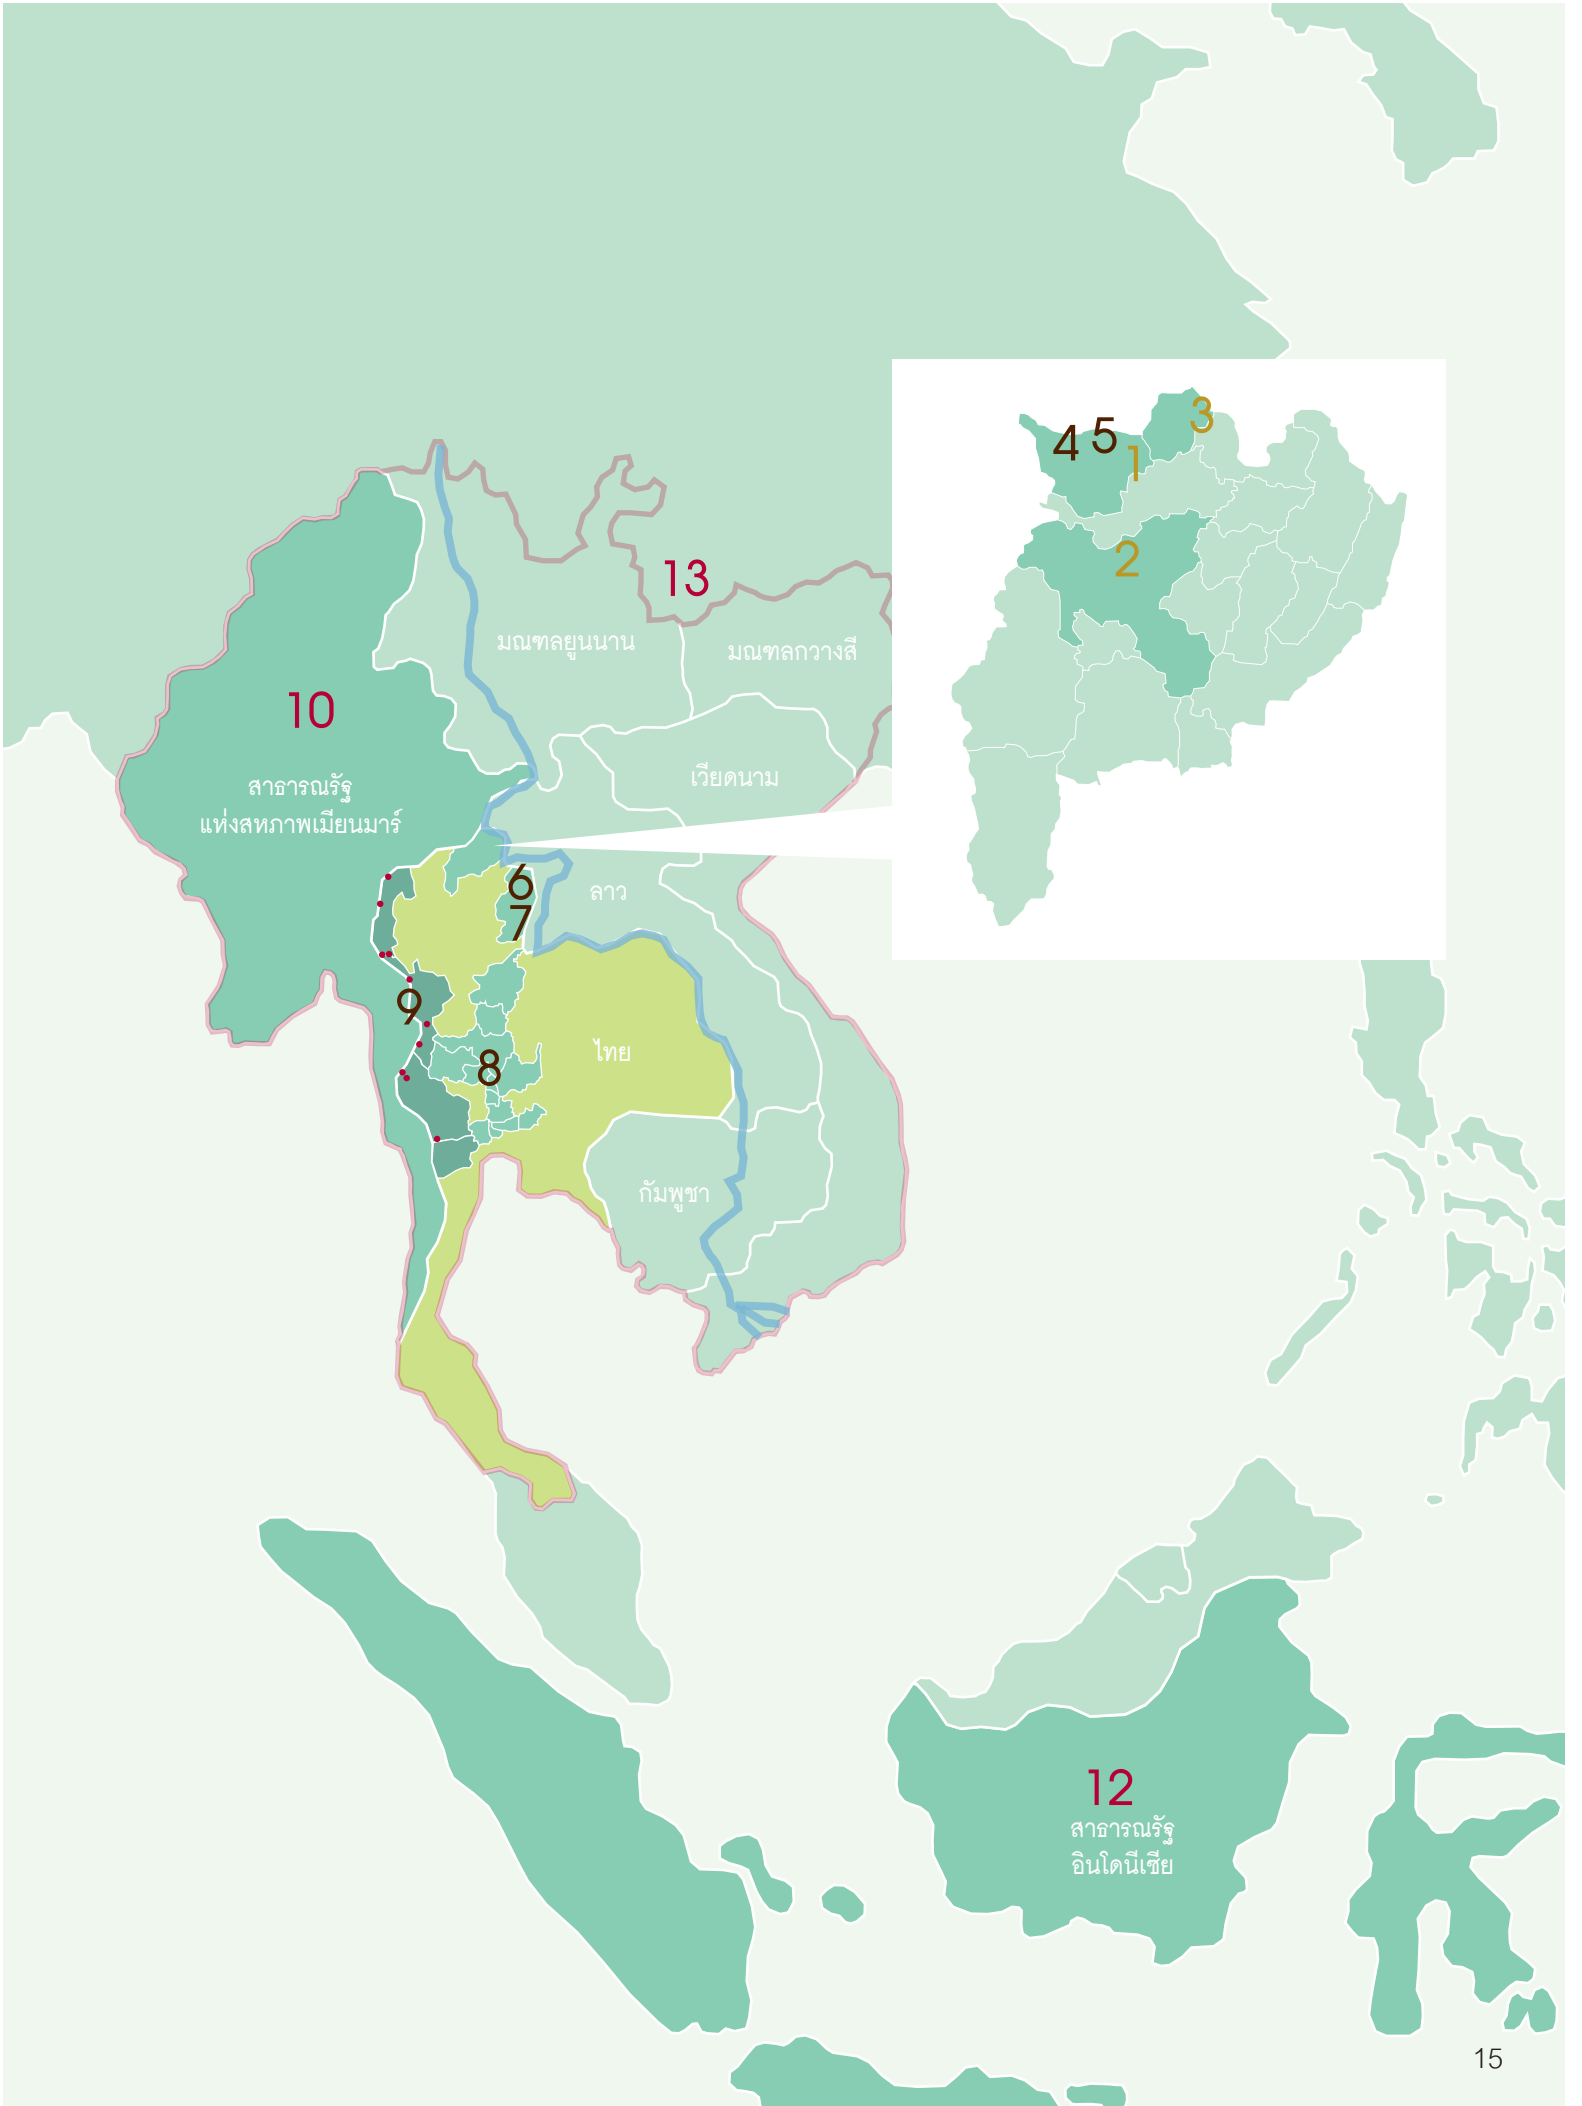 3
4 5
1
2
13
มณฑลยูนนาน
มณฑลกวางสี
10
สาธารณรัฐ
แห่งสหภาพเมียนมาร์
เวียดนาม
6
ลาว
7
9
8
ไทย
กัมพูชา
12
สาธารณรัฐ
อินโดนีเซีย
15